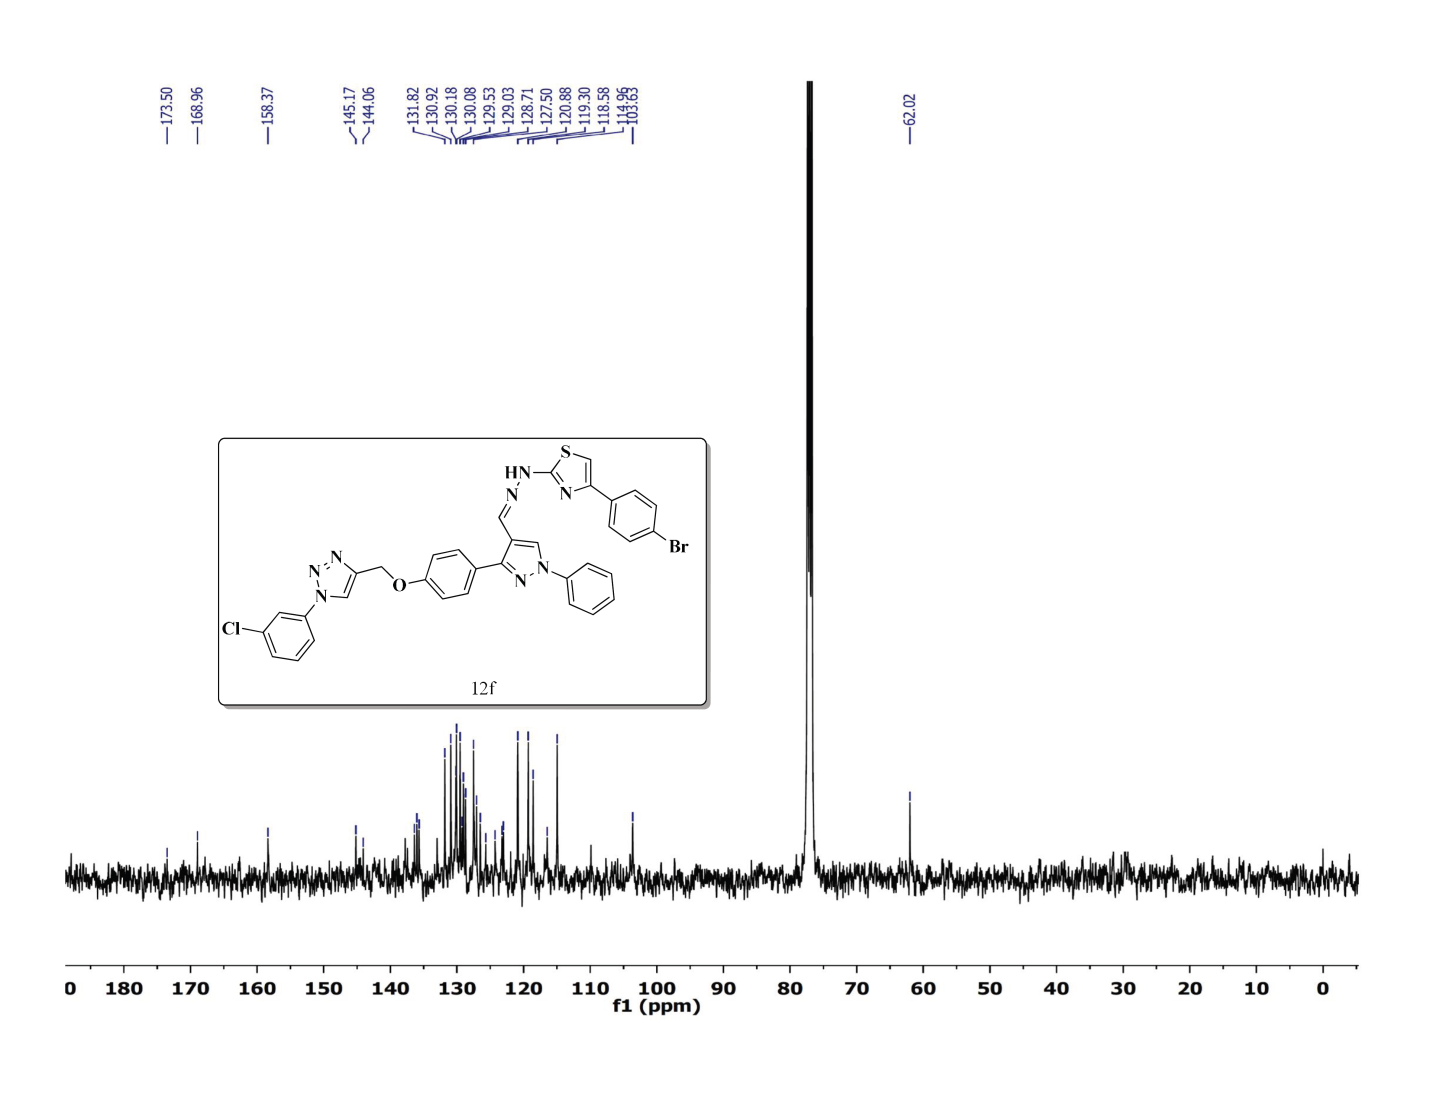 173.50
168.96
158.37
145.17
144.06
131.82
130.92
130.18
130.08
129.53
129.03
128.71
127.50
120.88
119.30
118.58
114.96
103.63
62.02
S
HN
N
N
Br
N
N
N
N
N
O
Cl
12f
0 180 170 160 150 140 130 120 110 100 90 80 70 60 50 40 30 20 10 0
f1 (ppm)